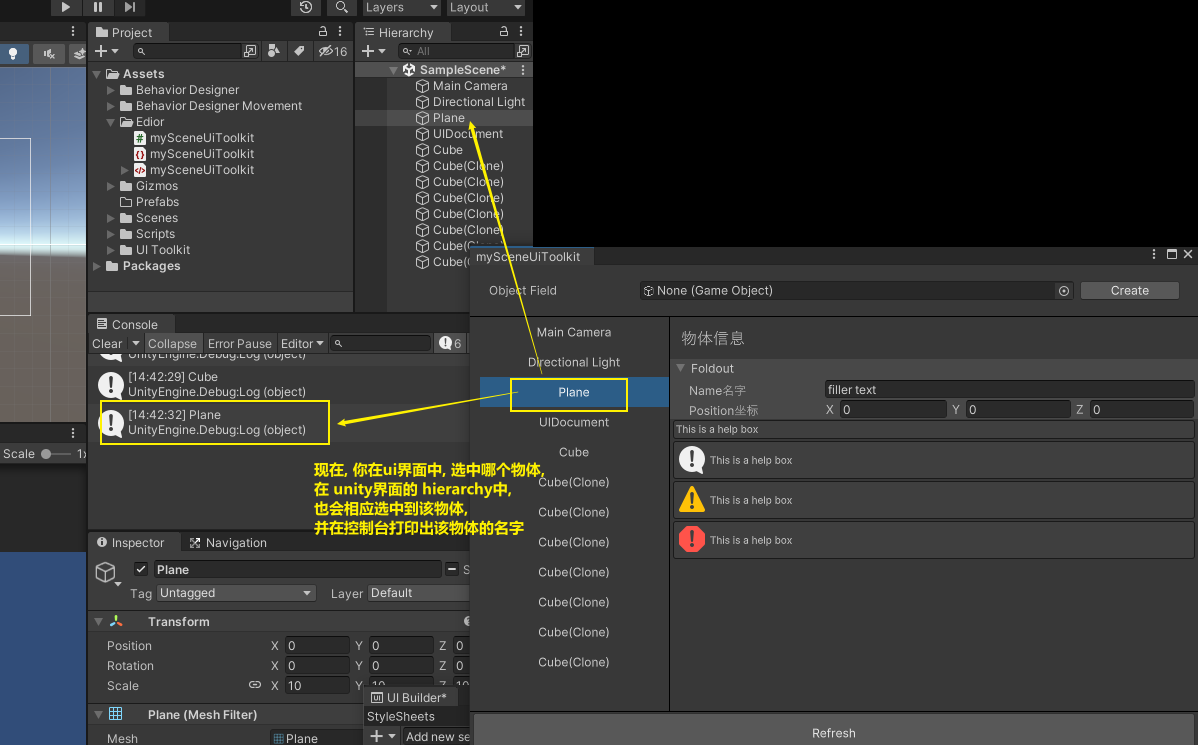 Layers
Layout
Project
16
Assets
Behavior Designer
Behavior Designer Movement
Edior
mySceneUiToolkit
mySceneUiToolkit
mySceneUiToolkit
Gizmos
Prefabs
Scenes
Scripts
UI Toolkit
Packages
Hierarchy
All
SampleScene*
Main Camera
Directional Light
Plane
UIDocument
Cube
Cube(Clone)
Cube(Clone)
Cube(Clone)
Cube(Clone)
Cube(Clone)
Cube(Clo
Cube(
Console
Clear
Collapse
Error Pause
Editor
6
UnityEngine.Debug:Log (object)
[14:42:29] Cube
UnityEngine.Debug:Log (object)
[14:42:32] Plane
UnityEngine.Debug:Log (object)
Scale
1x
现在, 你在ui界面中, 选中哪个物体,
在 unity界面的 hierarchy中,
也会相应选中到该物体,
并在控制台打印出该物体的名字
Inspector
Navigation
Plane
S
Tag Untagged
Layer Default
Transform
Position X 0 Y 0 Z 0
Rotation X 0 Y 0 Z 0
Scale X 10 Y 10 Z 10
Plane (Mesh Filter)
Mesh Plane
UI Builder*
StyleSheets
Add new se
mySceneUiToolkit
Object Field
None (Game Object)
Create
Main Camera
Directional Light
Plane
UIDocument
Cube
Cube(Clone)
Cube(Clone)
Cube(Clone)
Cube(Clone)
Cube(Clone)
Cube(Clone)
Cube(Clone)
物体信息
Foldout
Name名字 filler text
Position坐标 X 0 Y 0 Z 0
This is a help box
This is a help box
This is a help box
This is a help box
Refresh